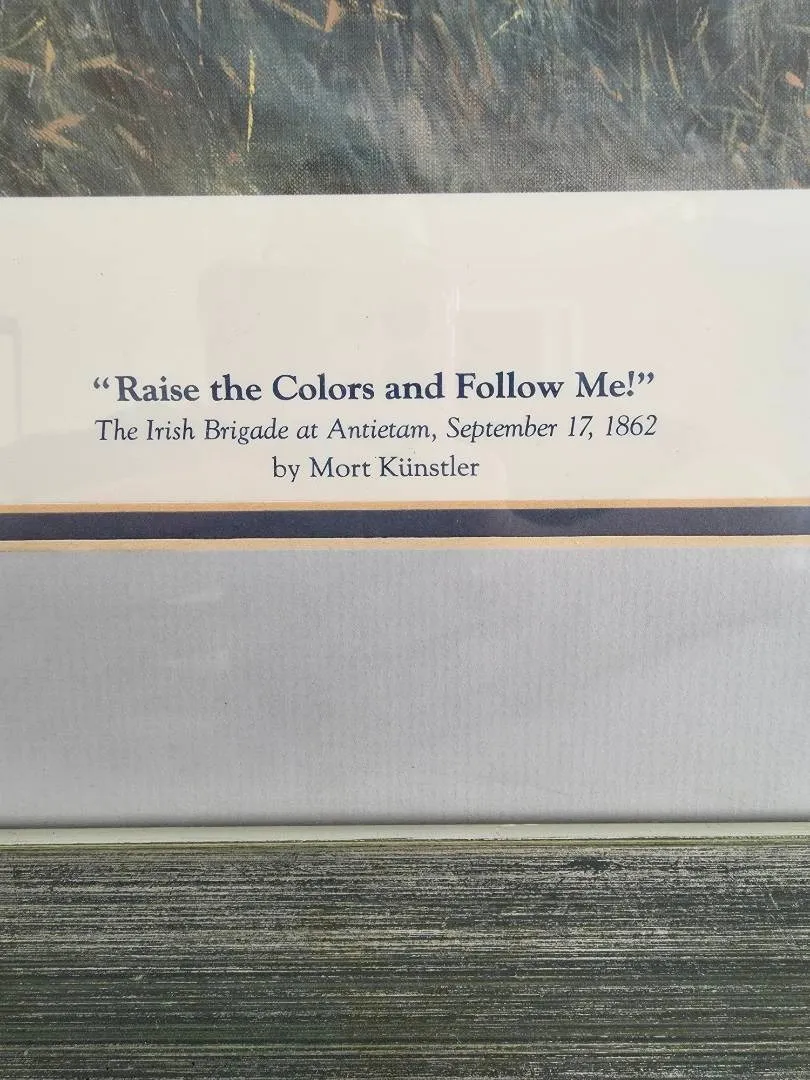 “Raise the Colors and Follow Me!”
The Irish Brigade at Antietam, September 17, 1862
by Mort Künstler